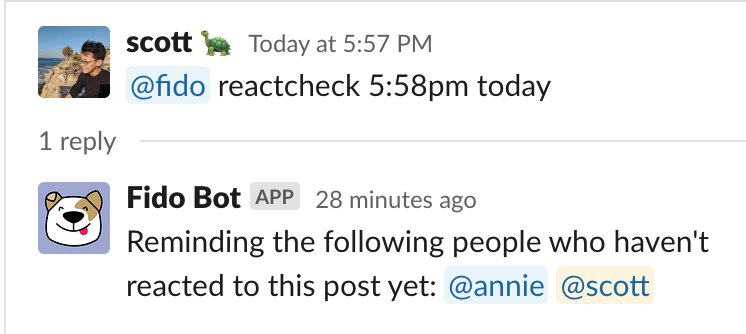 scott 🐢 Today at 5:57 PM
@fido reactcheck 5:58pm today
1 reply
Fido Bot APP 28 minutes ago
Reminding the following people who haven't
reacted to this post yet: @annie @scott